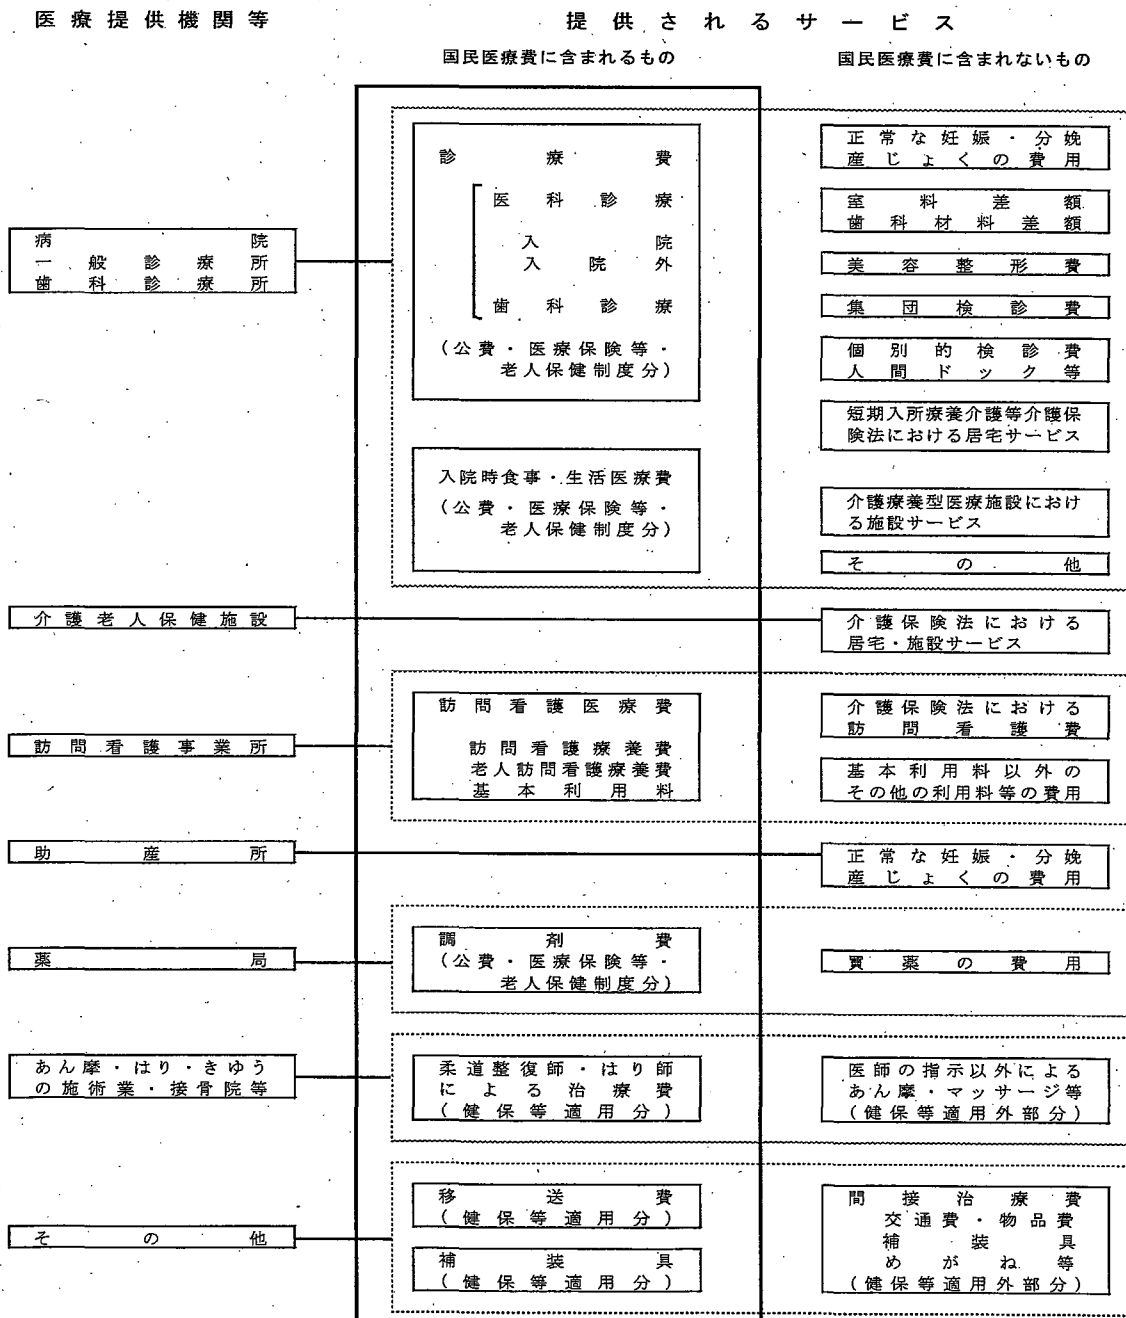 医療提供機関等
提供されるサービス
国民医療費に含まれるもの
国民医療費に含まれないもの
病院
一般診療所
歯科診療所
診療費
医科診療
入院
入院外
歯科診療
(公費・医療保険等・
老人保健制度分)
入院時食事・生活医療費
(公費・医療保険等・
老人保健制度分)
正常な妊娠・分娩
産じょくの費用
室料差額
歯科材料差額
美容整形費
集団検診費
個別的検診費
人間ドック等
短期入所療養介護等介護保
険法における居宅サービス
介護療養型医療施設におけ
る施設サービス
その他
介護老人保健施設
介護保険法における
居宅・施設サービス
訪問看護事業所
訪問看護医療費
訪問看護療養費
老人訪問看護療養費
基本利用料
介護保険法における
訪問看護費
基本利用料以外の
その他の利用料等の費用
助産所
正常な妊娠・分娩
産じょくの費用
薬局
調剤費
(公費・医療保険等・
老人保健制度分)
買薬の費用
あん摩・はり・きゆう
の施術業・接骨院等
柔道整復師・はり師
による治療費
(健保等適用分)
医師の指示以外による
あん摩・マッサージ等
(健保等適用外部分)
その他
移送費
(健保等適用分)
補装具
(健保等適用分)
間接治療費
交通費・物品費
補装具
めがね等
(健保等適用外部分)